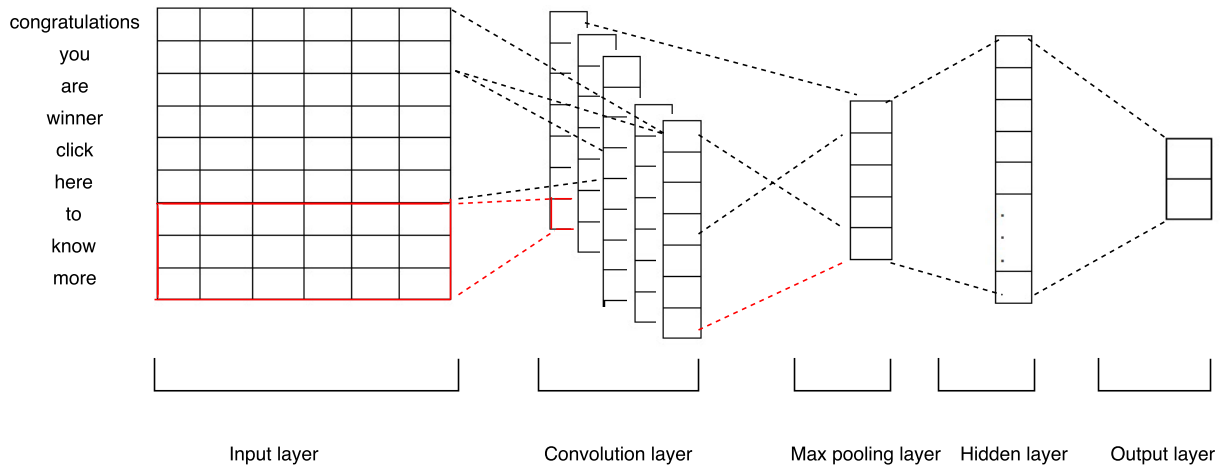 congratulations
you
are
winner
click
here
to
know
more
Input layer
Convolution layer
Max pooling layer
Hidden layer
Output layer